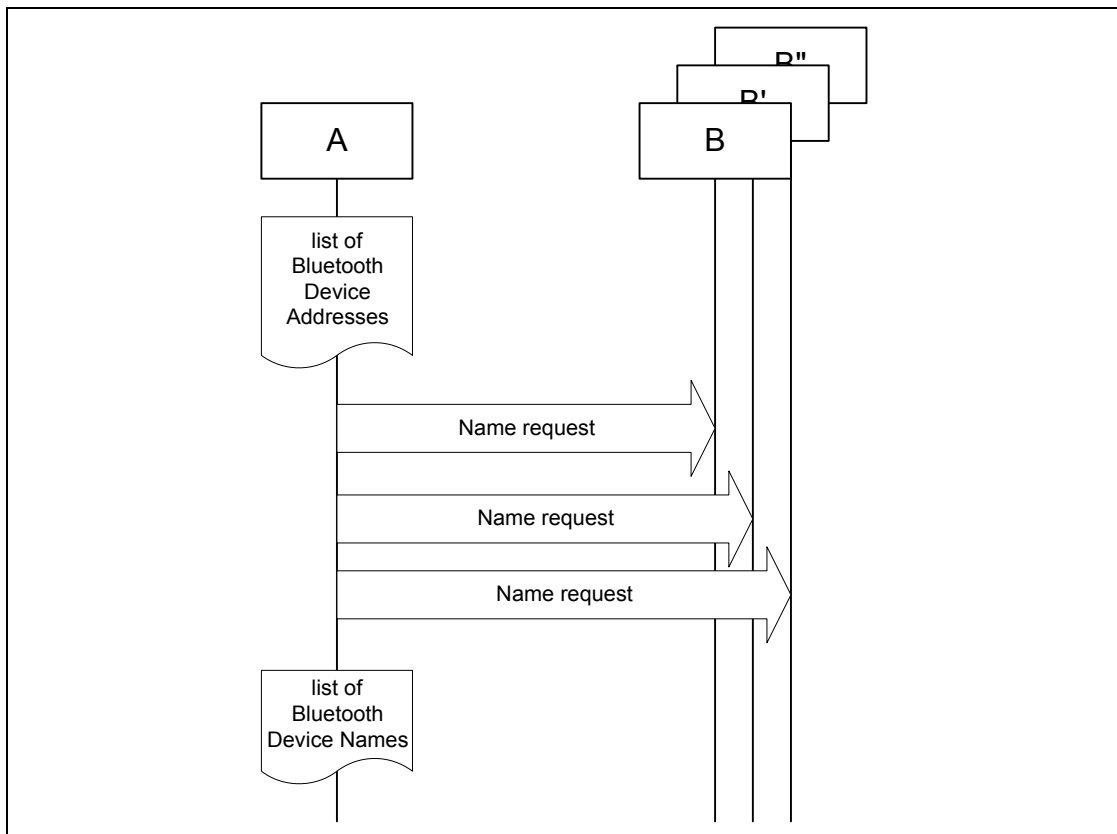 B"
B'
A
B
list of
Bluetooth
Device
Addresses
Name request
Name request
Name request
list of
Bluetooth
Device Names